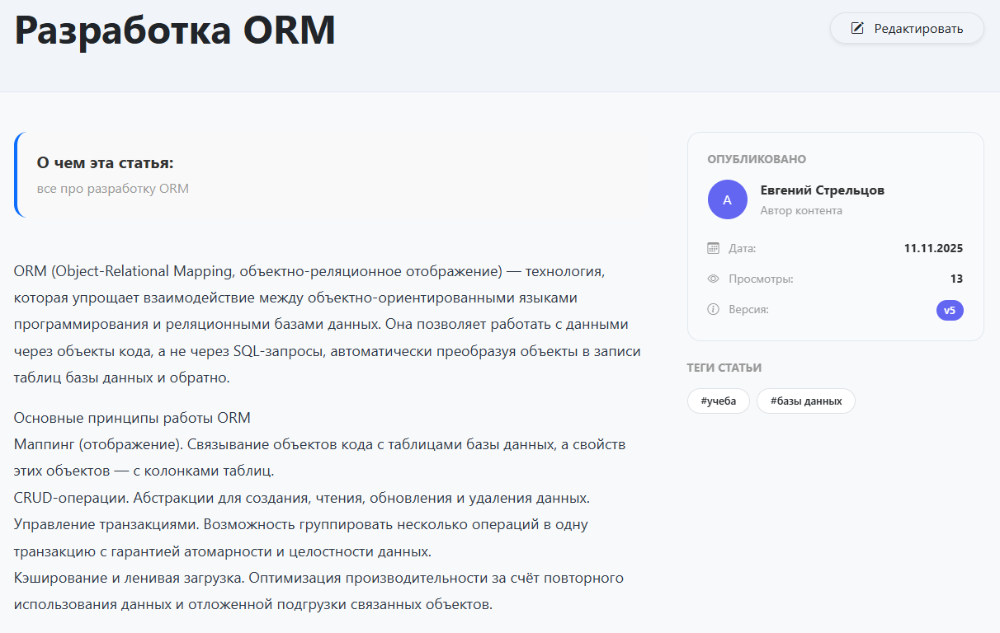 Разработка ORM
Редактировать
О чем эта статья:
все про разработку ORM
ORM (Object-Relational Mapping, объектно-реляционное отображение) — технология,
которая упрощает взаимодействие между объектно-ориентированными языками
программирования и реляционными базами данных. Она позволяет работать с данными
через объекты кода, а не через SQL-запросы, автоматически преобразуя объекты в записи
таблиц базы данных и обратно.
Основные принципы работы ORM
Маппинг (отображение). Связывание объектов кода с таблицами базы данных, а свойств
этих объектов — с колонками таблиц.
CRUD-операции. Абстракции для создания, чтения, обновления и удаления данных.
Управление транзакциями. Возможность группировать несколько операций в одну
транзакцию с гарантией атомарности и целостности данных.
Кэширование и ленивая загрузка. Оптимизация производительности за счёт повторного
использования данных и отложенной подгрузки связанных объектов.
ОПУБЛИКОВАНО
А
Евгений Стрельцов
Автор контента
Дата: 11.11.2025
Просмотры: 13
Версия: v5
ТЕГИ СТАТЬИ
#учеба #базы данных